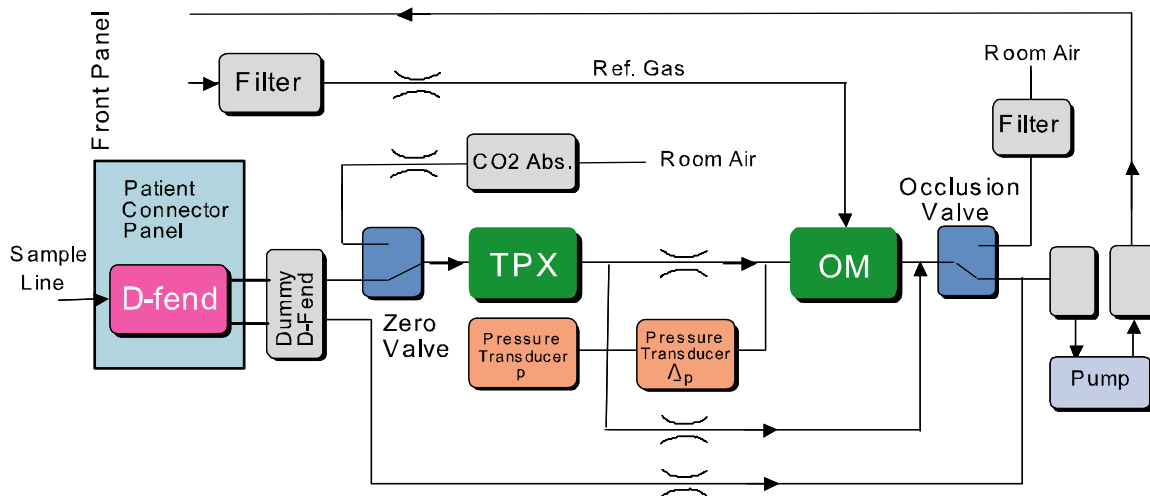 Front Panel
Filter
Ref. Gas
Room Air
Filter
CO2 Abs.
Room Air
Patient
Connector
Panel
Occlusion
Valve
Sample
Line
D-fend
Dummy
D-Fend
TPX
OM
Zero
Valve
Pressure
Transducer
p
Pressure
Transducer
Δp
Pump